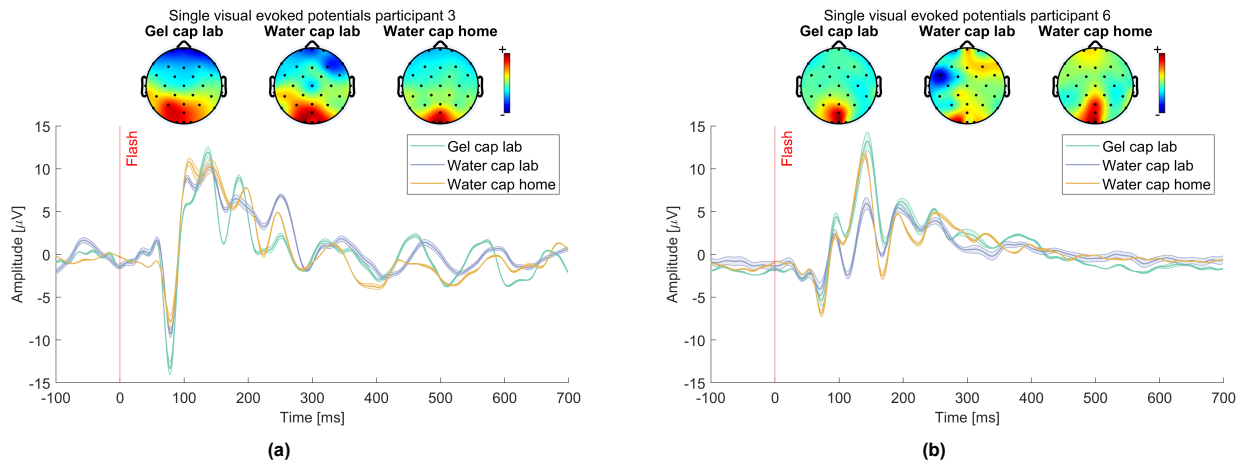 Single visual evoked potentials participant 3
Gel cap lab Water cap lab Water cap home
+
-
15
10
5
0
-5
-10
-15
Amplitude [μV]
Flash
Gel cap lab
Water cap lab
Water cap home
-100 0 100 200 300 400 500 600 700
Time [ms]
(a)
Single visual evoked potentials participant 6
Gel cap lab Water cap lab Water cap home
+
-
15
10
5
0
-5
-10
-15
Amplitude [μV]
Flash
Gel cap lab
Water cap lab
Water cap home
-100 0 100 200 300 400 500 600 700
Time [ms]
(b)